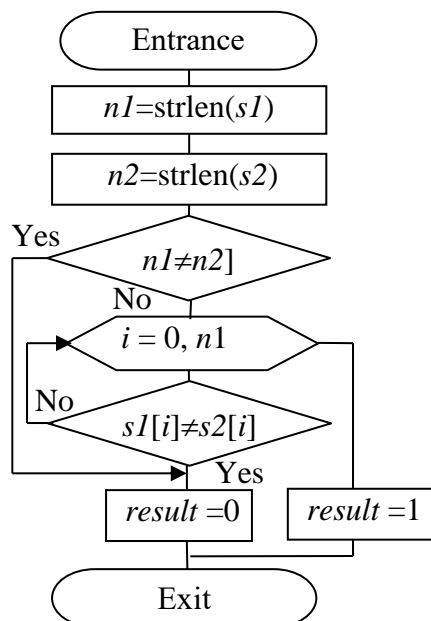 Entrance
n1=strlen(s1)
n2=strlen(s2)
Yes
n1≠n2]
No
i = 0, n1
No
s1[i]≠s2[i]
Yes
result =0
result =1
Exit